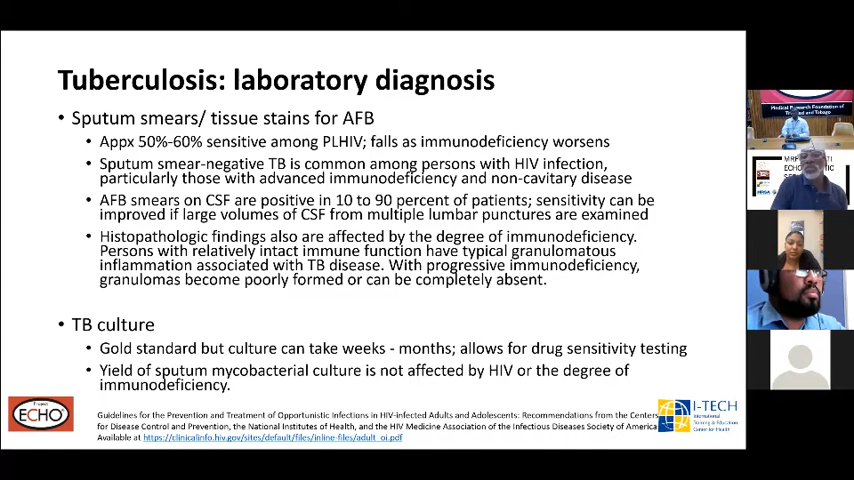 Tuberculosis: laboratory diagnosis
• Sputum smears/ tissue stains for AFB
• Appx 50%-60% sensitive among PLHIV; falls as immunodeficiency worsens
• Sputum smear-negative TB is common among persons with HIV infection,
particularly those with advanced immunodeficiency and non-cavitary disease
• AFB smears on CSF are positive in 10 to 90 percent of patients; sensitivity can be
improved if large volumes of CSF from multiple lumbar punctures are examined
• Histopathologic findings also are affected by the degree of immunodeficiency.
Persons with relatively intact immune function have typical granulomatous
inflammation associated with TB disease. With progressive immunodeficiency,
granulomas become poorly formed or can be completely absent.
• TB culture
• Gold standard but culture can take weeks - months; allows for drug sensitivity testing
• Yield of sputum mycobacterial culture is not affected by HIV or the degree of
immunodeficiency.
Guidelines for the Prevention and Treatment of Opportunistic Infections in HIV-infected Adults and Adolescents: Recommendations from the Centers
for Disease Control and Prevention, the National Institutes of Health, and the HIV Medicine Association of the Infectious Diseases Society of America
Available at https://clinicalinfo.hiv.gov/sites/default/files/inline-files/adult_oi.pdf
Project
ECHO
I-TECH
International
Training & Education
Center for Health
Medical Research Foundation of
Trinidad and Tobago
ECHO